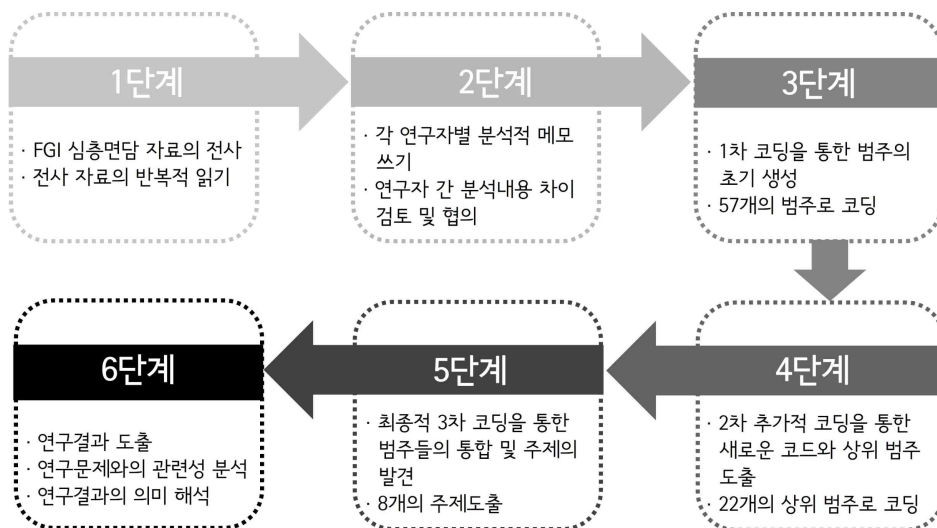 1단계
· FGI 심층면담 자료의 전사
· 전사 자료의 반복적 읽기
2단계
· 각 연구자별 분석적 메모
쓰기
· 연구자 간 분석내용 차이
검토 및 협의
3단계
· 1차 코딩을 통한 범주의
초기 생성
· 57개의 범주로 코딩
4단계
· 2차 추가적 코딩을 통한
새로운 코드와 상위 범주
도출
· 22개의 상위 범주로 코딩
5단계
· 최종적 3차 코딩을 통한
범주들의 통합 및 주제의
발견
· 8개의 주제도출
6단계
· 연구결과 도출
· 연구문제와의 관련성 분석
· 연구결과의 의미 해석